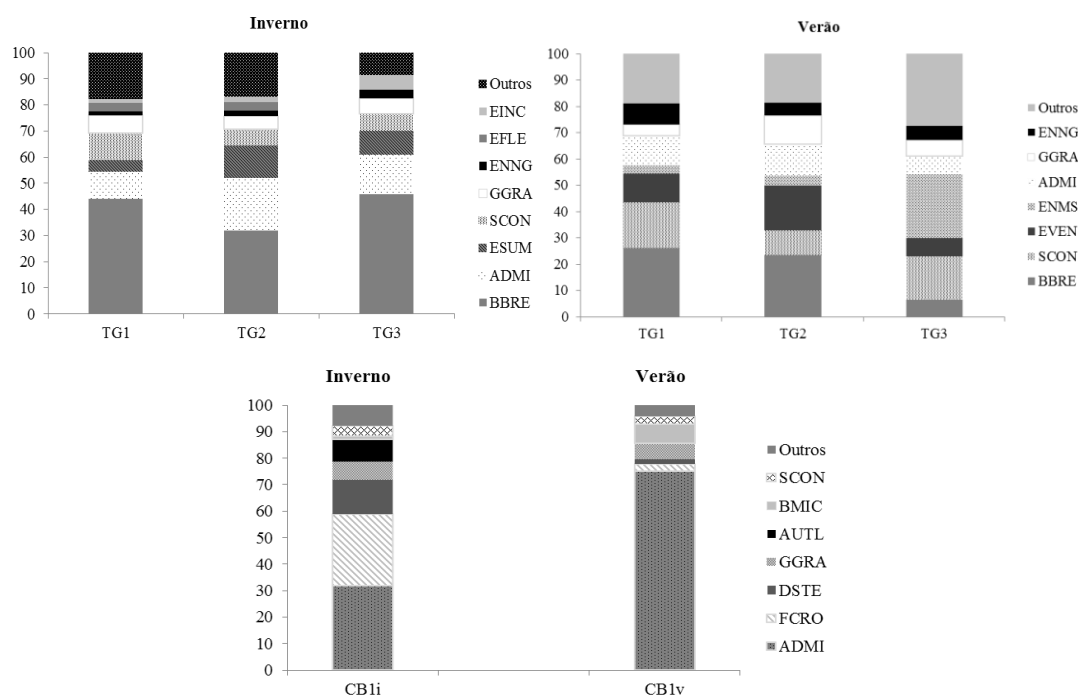 Inverno
100
90
80
70
60
50
40
30
20
10
0
TG1 TG2 TG3
Outros
EINC
EFLE
ENNG
GGRA
SCON
ESUM
ADMI
BBRE
Verão
100
90
80
70
60
50
40
30
20
10
0
TG1 TG2 TG3
Outros
ENNG
GGRA
ADMI
ENMS
EVEN
SCON
BBRE
Inverno Verão
100
90
80
70
60
50
40
30
20
10
0
CB1i CB1v
Outros
SCON
BMIC
AUTL
GGRA
DSTE
FCRO
ADMI